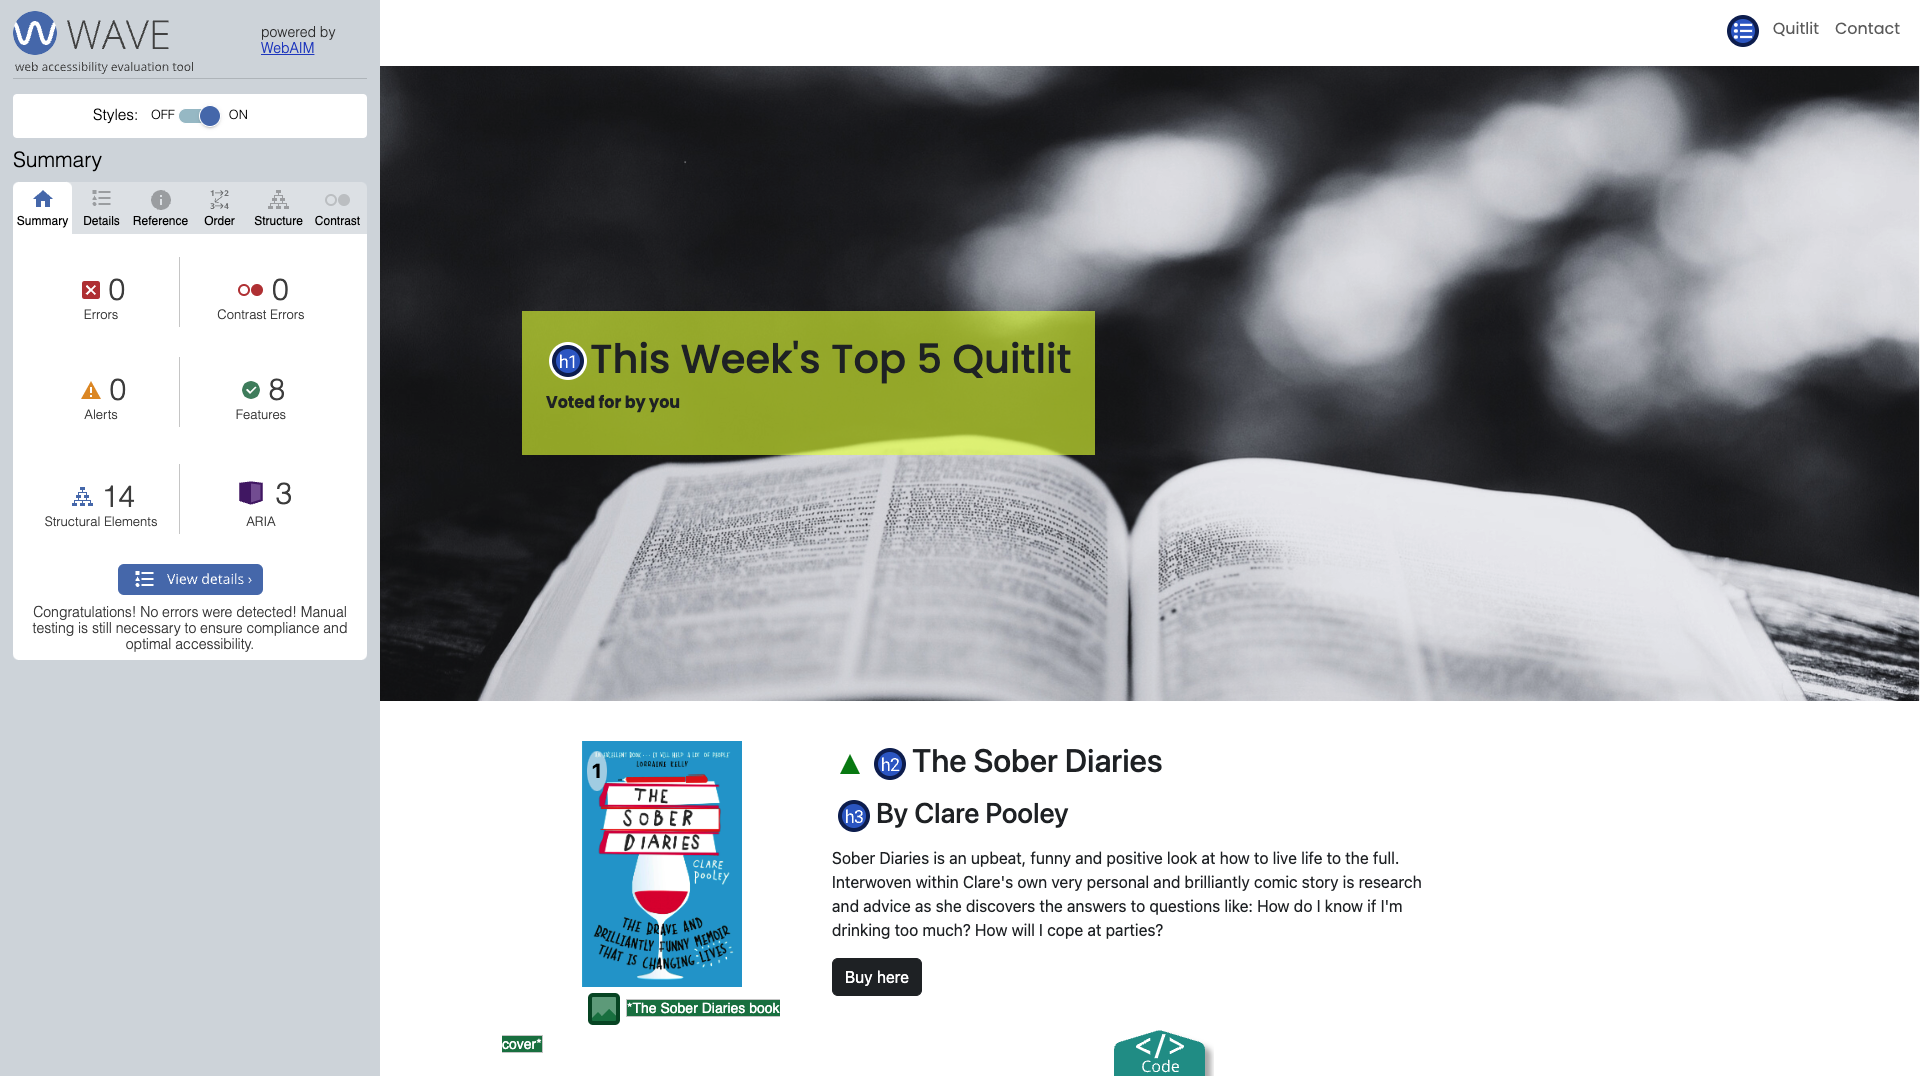 WAVE
powered by
WebAIM
web accessibility evaluation tool
Styles: OFF ON
Summary
Summary Details Reference Order Structure Contrast
0 Errors
0 Contrast Errors
0 Alerts
8 Features
14 Structural Elements
3 ARIA
View details ›
Congratulations! No errors were detected! Manual
testing is still necessary to ensure compliance and
optimal accessibility.
Quitlit Contact
h1 This Week's Top 5 Quitlit
Voted for by you
1
LORRAINE KELLY
THE
SOBER
DIARIES
CLARE
POOLEY
THE BRAVE AND
BRILLIANTLY FUNNY MEMOIR
THAT IS CHANGING LIVES
*The Sober Diaries book
cover*
h2 The Sober Diaries
h3 By Clare Pooley
Sober Diaries is an upbeat, funny and positive look at how to live life to the full.
Interwoven within Clare's own very personal and brilliantly comic story is research
and advice as she discovers the answers to questions like: How do I know if I'm
drinking too much? How will I cope at parties?
Buy here
</>
Code